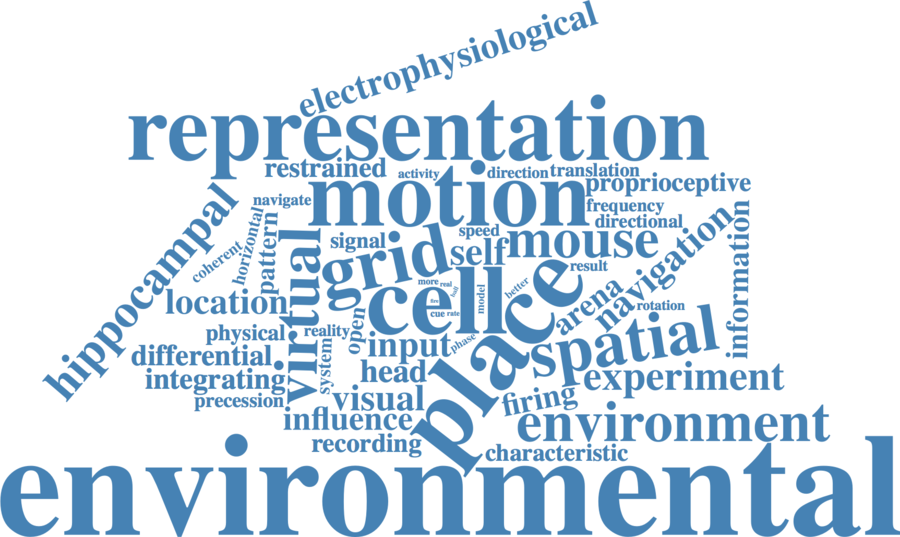 electrophysiological
representation
restrained
activity
direction
translation
motion
proprioceptive
hippocampal
navigate
frequency
directional
coherent
horizontal
pattern
signal
speed
mouse
navigation
information
virtual
grid
self
result
location
cell
more
real
ball
model
better
place
arena
rotation
fire
cue
rate
physical
reality
open
input
phase
spatial
differential
system
head
experiment
integrating
precession
visual
firing
influence
environment
recording
characteristic
environmental